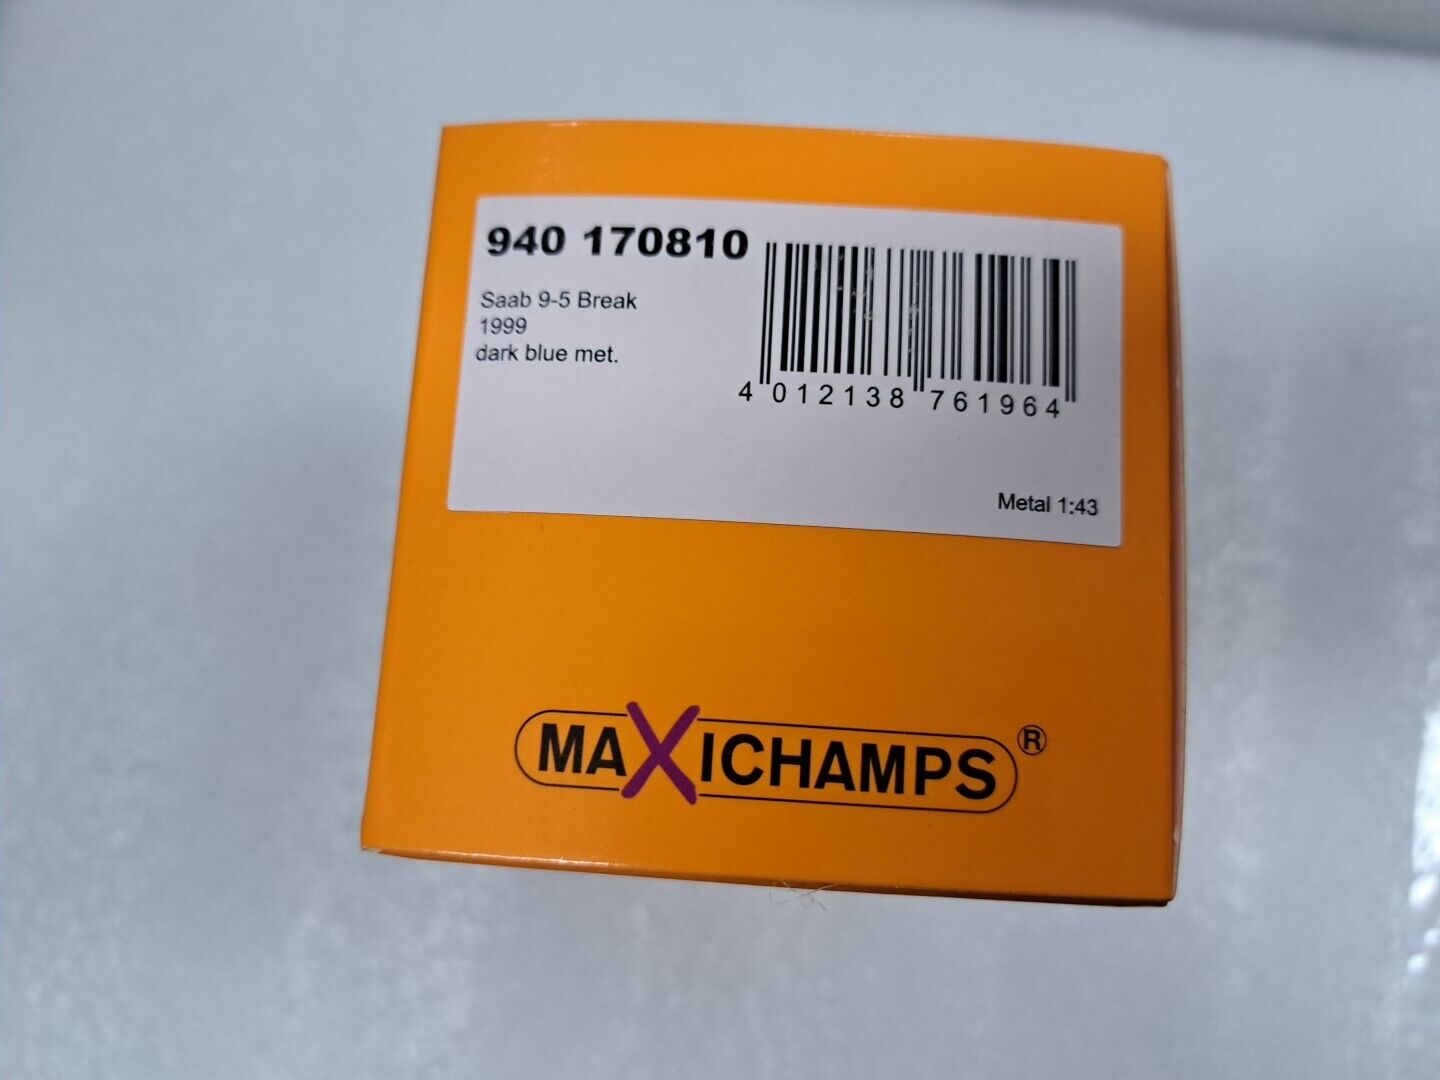 940 170810
Saab 9-5 Break
1999
dark blue met.
4 012138 761964
Metal 1:43
MAXICHAMPS ®